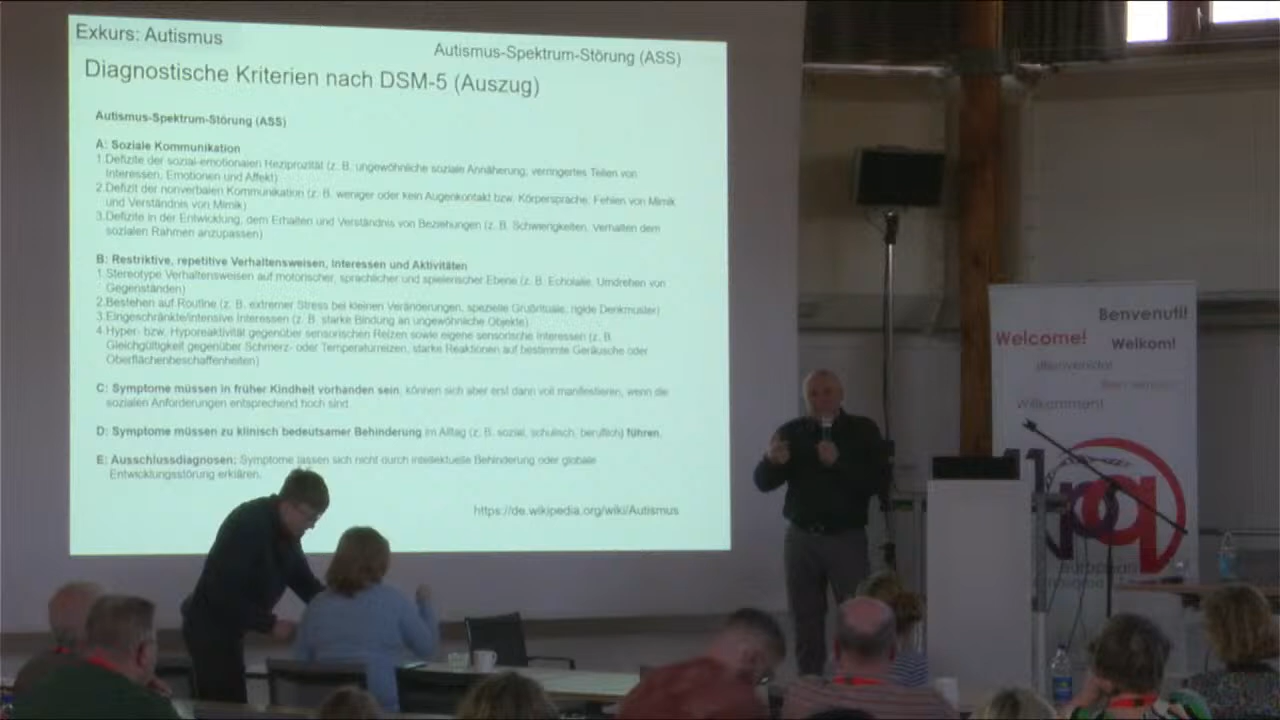 Exkurs: Autismus
Autismus-Spektrum-Störung (ASS)
Diagnostische Kriterien nach DSM-5 (Auszug)
Autismus-Spektrum-Störung (ASS)
A: Soziale Kommunikation
1.Defizite der sozial-emotionalen Reziprozität (z. B. ungewöhnliche soziale Annäherung, verringertes Teilen von
Interessen, Emotionen und Affekt)
2.Defizit der nonverbalen Kommunikation (z. B. weniger oder kein Augenkontakt bzw. Körpersprache, Fehlen von Mimik
und Verständnis von Mimik)
3.Defizite in der Entwicklung, dem Erhalten und Verständnis von Beziehungen (z. B. Schwierigkeiten, Verhalten dem
sozialen Rahmen anzupassen)
B: Restriktive, repetitive Verhaltensweisen, Interessen und Aktivitäten
1.Stereotype Verhaltensweisen auf motorischer, sprachlicher und spielerischer Ebene (z. B. Echolalie, Umdrehen von
Gegenständen)
2.Bestehen auf Routine (z. B. extremer Stress bei kleinen Veränderungen, spezielle Grußrituale, rigide Denkmuster)
3.Eingeschränkte/intensive Interessen (z. B. starke Bindung an ungewöhnliche Objekte)
4.Hyper- bzw. Hyporeaktivität gegenüber sensorischen Reizen sowie eigene sensorische Interessen (z. B.
Gleichgültigkeit gegenüber Schmerz- oder Temperaturreizen, starke Reaktionen auf bestimmte Geräusche oder
Oberflächenbeschaffenheiten)
C: Symptome müssen in früher Kindheit vorhanden sein, können sich aber erst dann voll manifestieren, wenn die
sozialen Anforderungen entsprechend hoch sind.
D: Symptome müssen zu klinisch bedeutsamer Behinderung im Alltag (z. B. sozial, schulisch, beruflich) führen.
E: Ausschlussdiagnosen: Symptome lassen sich nicht durch intellektuelle Behinderung oder globale
Entwicklungsstörung erklären.
https://de.wikipedia.org/wiki/Autismus
Benvenuti!
Welcome!
Welkom!
Willkommen!
european